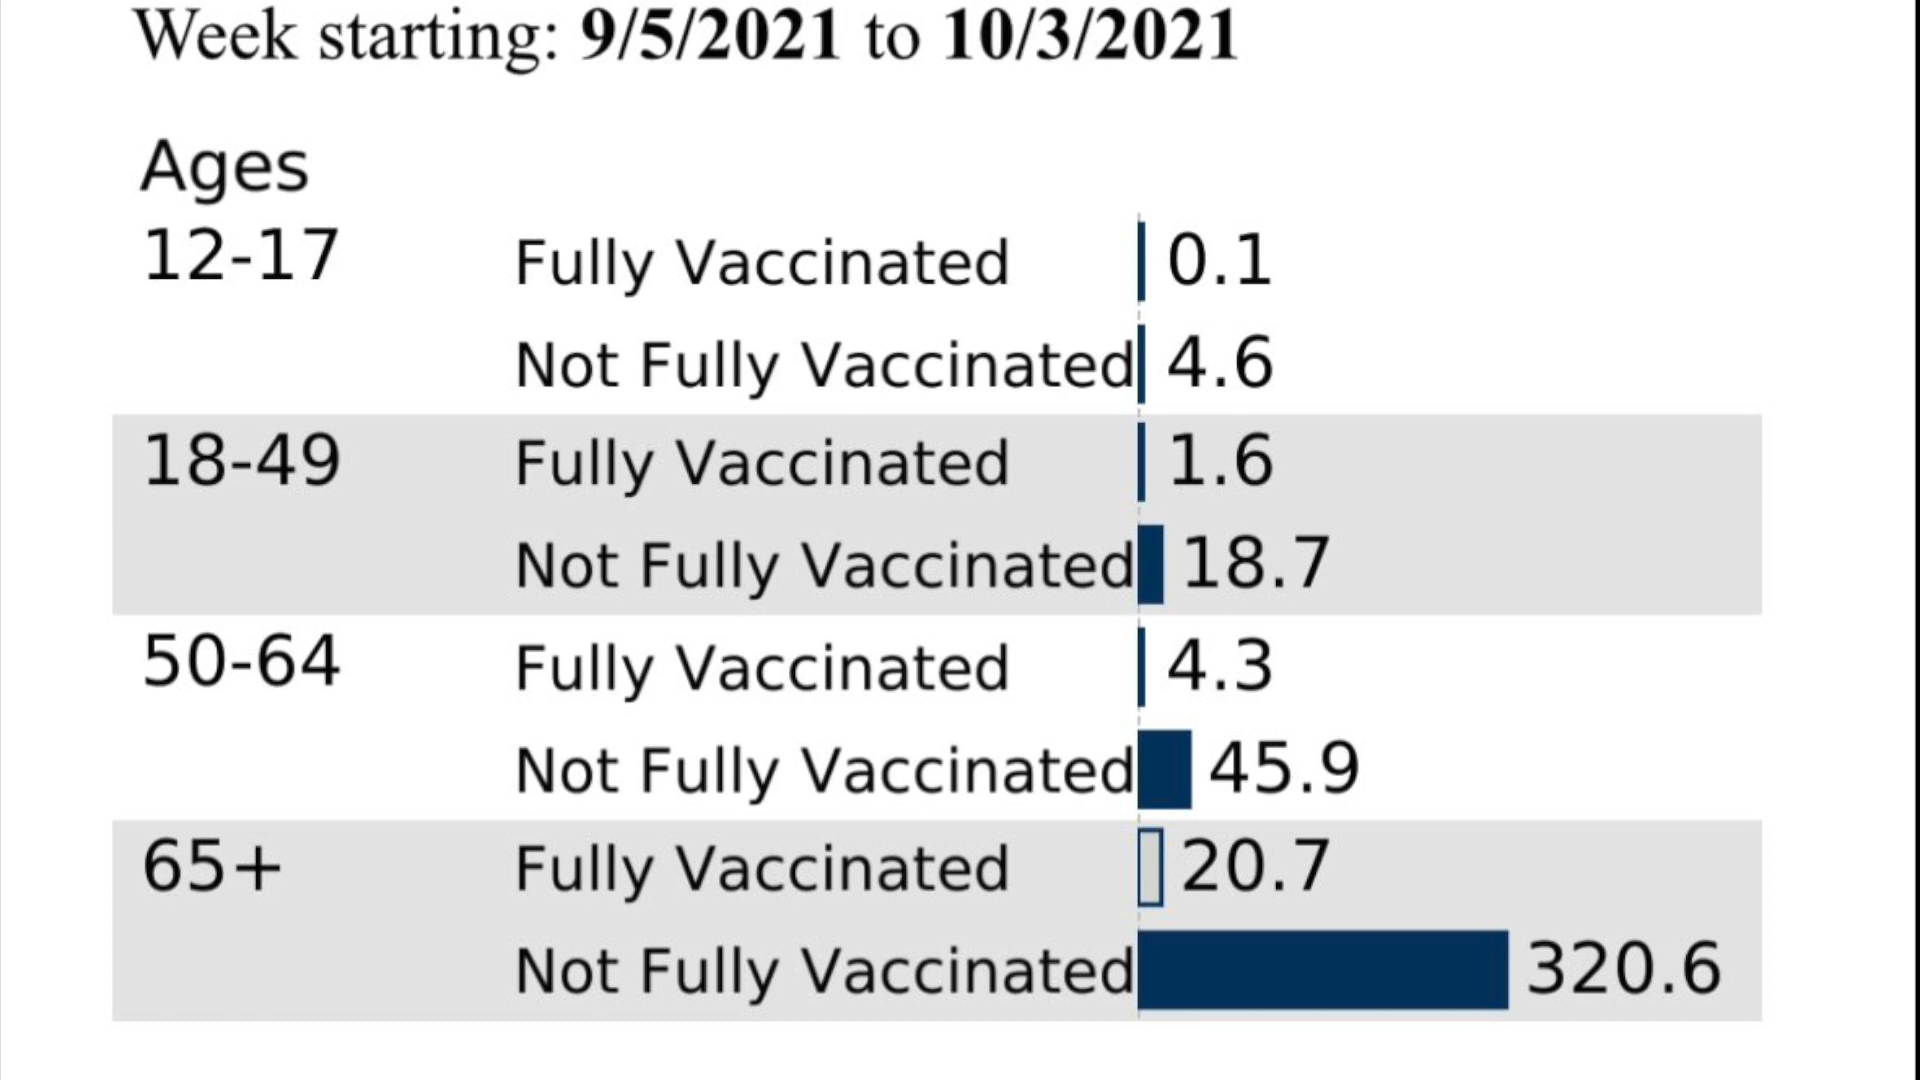 Week starting: 9/5/2021 to 10/3/2021
Ages
12-17 Fully Vaccinated 0.1
Not Fully Vaccinated 4.6
18-49 Fully Vaccinated 1.6
Not Fully Vaccinated 18.7
50-64 Fully Vaccinated 4.3
Not Fully Vaccinated 45.9
65+ Fully Vaccinated 20.7
Not Fully Vaccinated 320.6